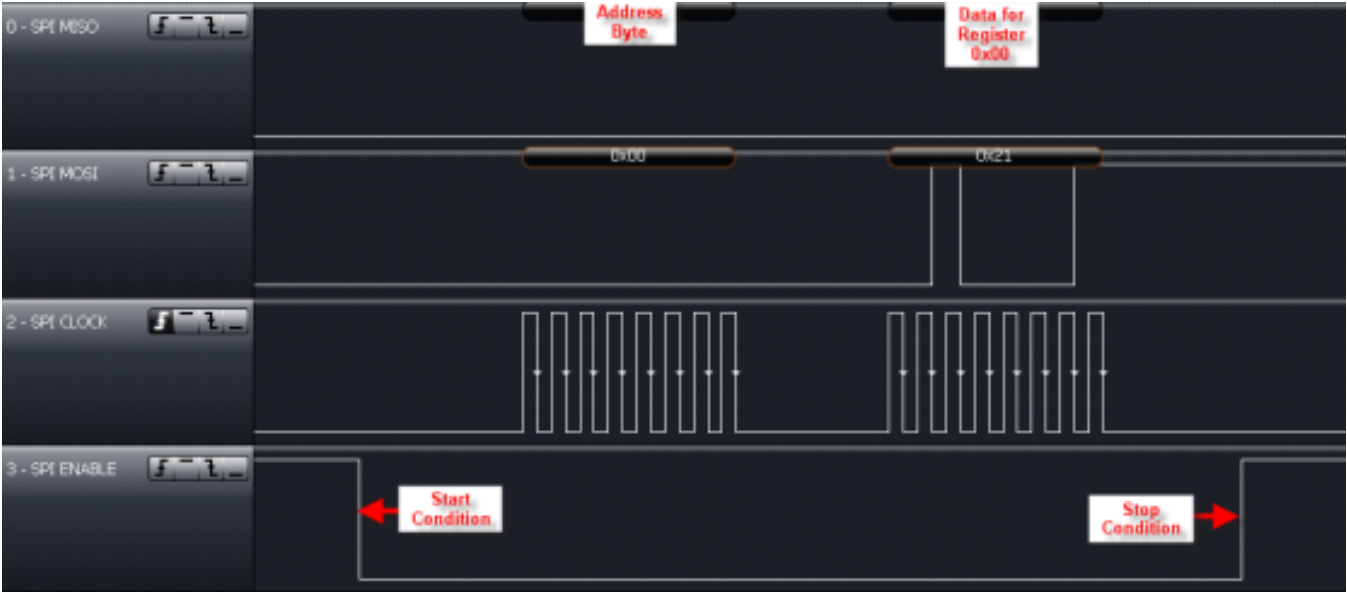 0 - SPI MISO
Address
Byte
Data for
Register
0x00
1 - SPI MOSI
0x00
0x21
2 - SPI CLOCK
3 - SPI ENABLE
Start
Condition
Stop
Condition